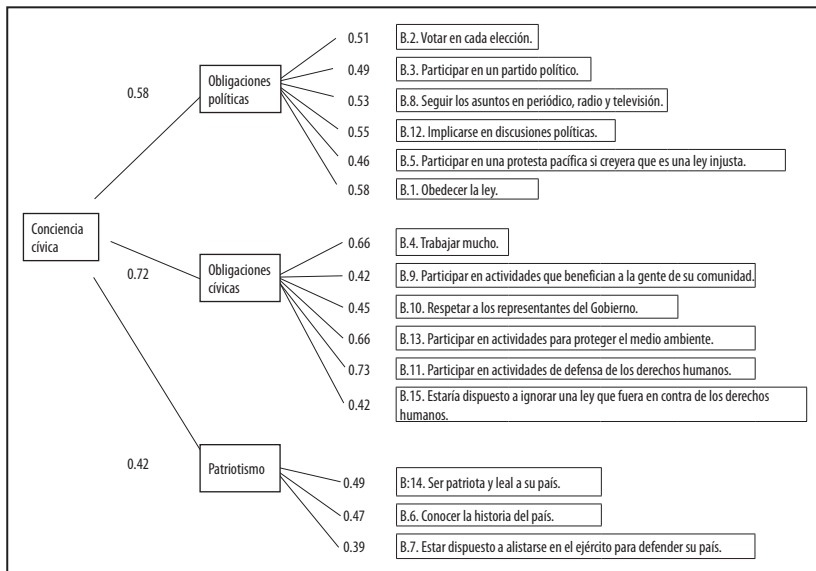 0.58
Obligaciones
políticas
0.51 B.2. Votar en cada elección.
0.49 B.3. Participar en un partido político.
0.53 B.8. Seguir los asuntos en periódico, radio y televisión.
0.55 B.12. Implicarse en discusiones políticas.
0.46 B.5. Participar en una protesta pacífica si creyera que es una ley injusta.
0.58 B.1. Obedecer la ley.
Conciencia
cívica
0.72
Obligaciones
cívicas
0.66 B.4. Trabajar mucho.
0.42 B.9. Participar en actividades que benefician a la gente de su comunidad.
0.45 B.10. Respetar a los representantes del Gobierno.
0.66 B.13. Participar en actividades para proteger el medio ambiente.
0.73 B.11. Participar en actividades de defensa de los derechos humanos.
0.42 B.15. Estaría dispuesto a ignorar una ley que fuera en contra de los derechos
humanos.
0.42
Patriotismo
0.49 B:14. Ser patriota y leal a su país.
0.47 B.6. Conocer la historia del país.
0.39 B.7. Estar dispuesto a alistarse en el ejército para defender su país.